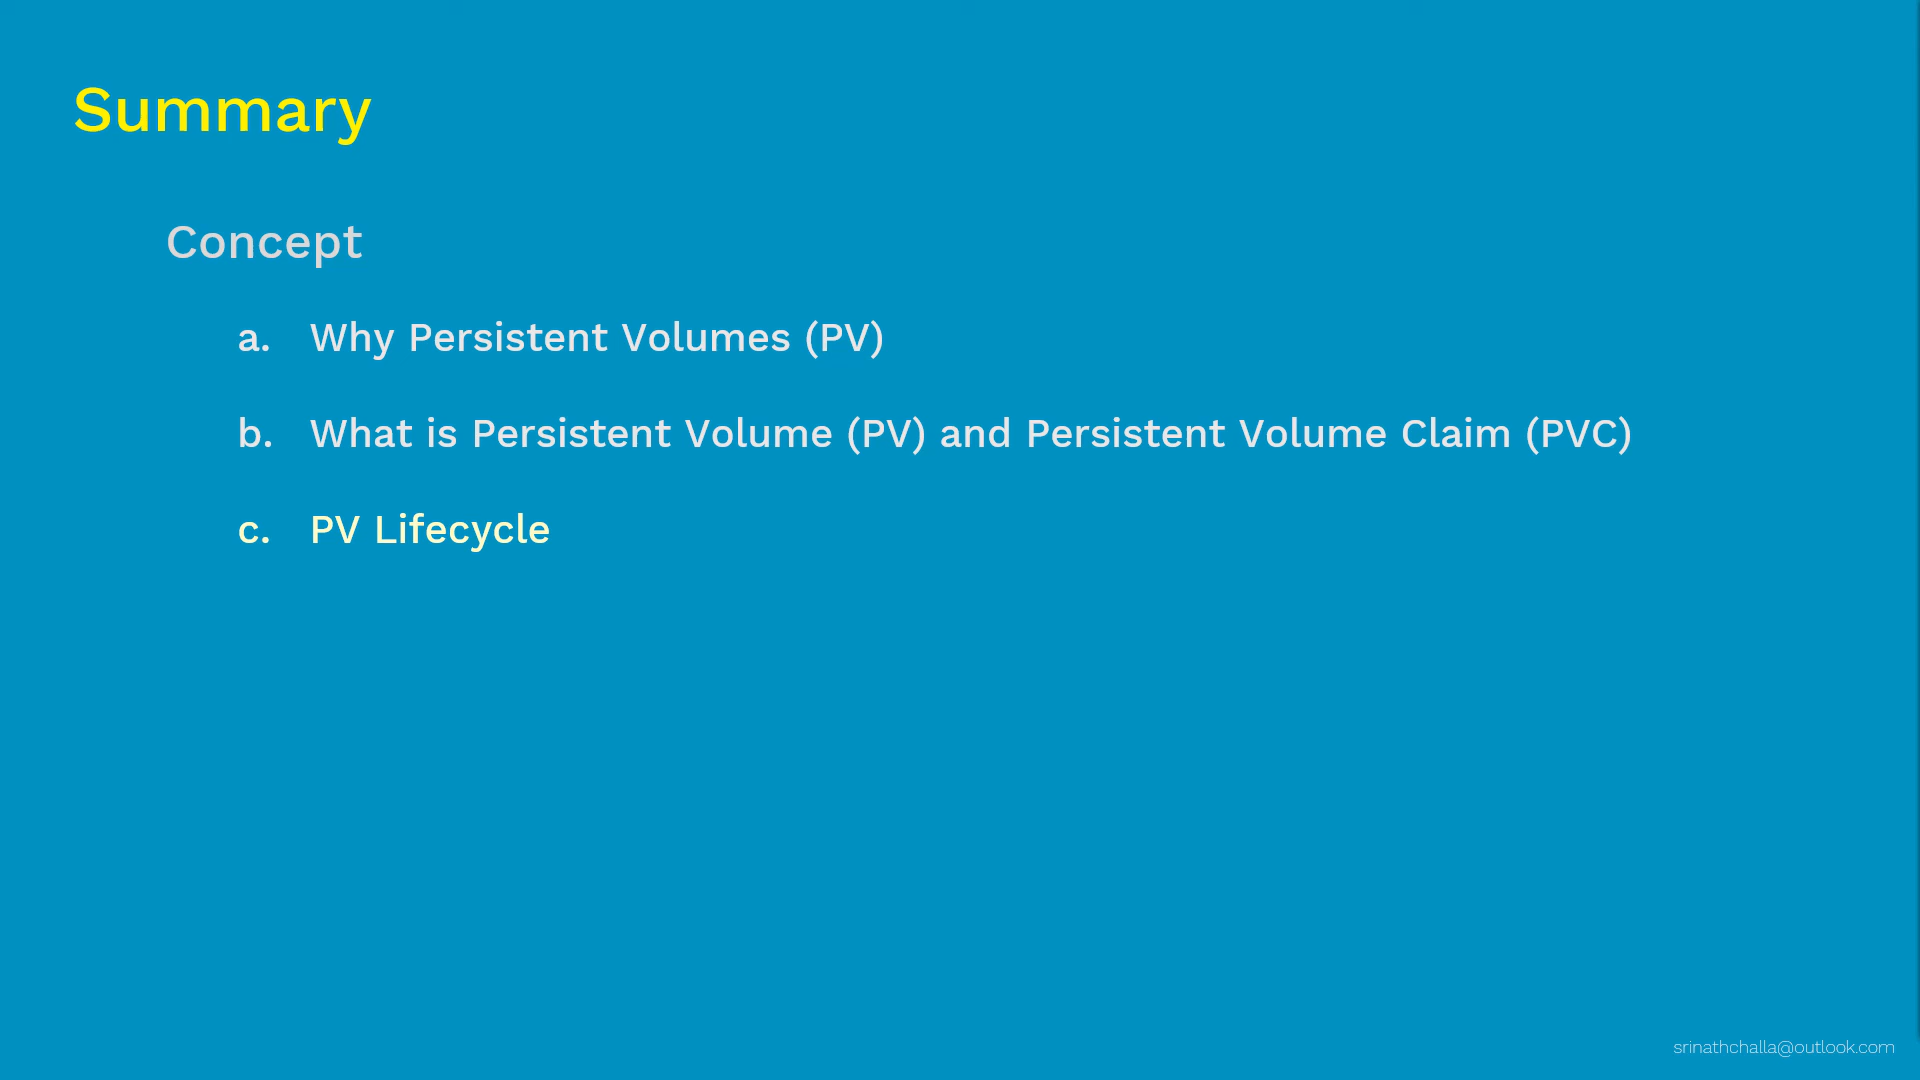 Summary
Concept
a. Why Persistent Volumes (PV)
b. What is Persistent Volume (PV) and Persistent Volume Claim (PVC)
c. PV Lifecycle
srinathchalla@outlook.com